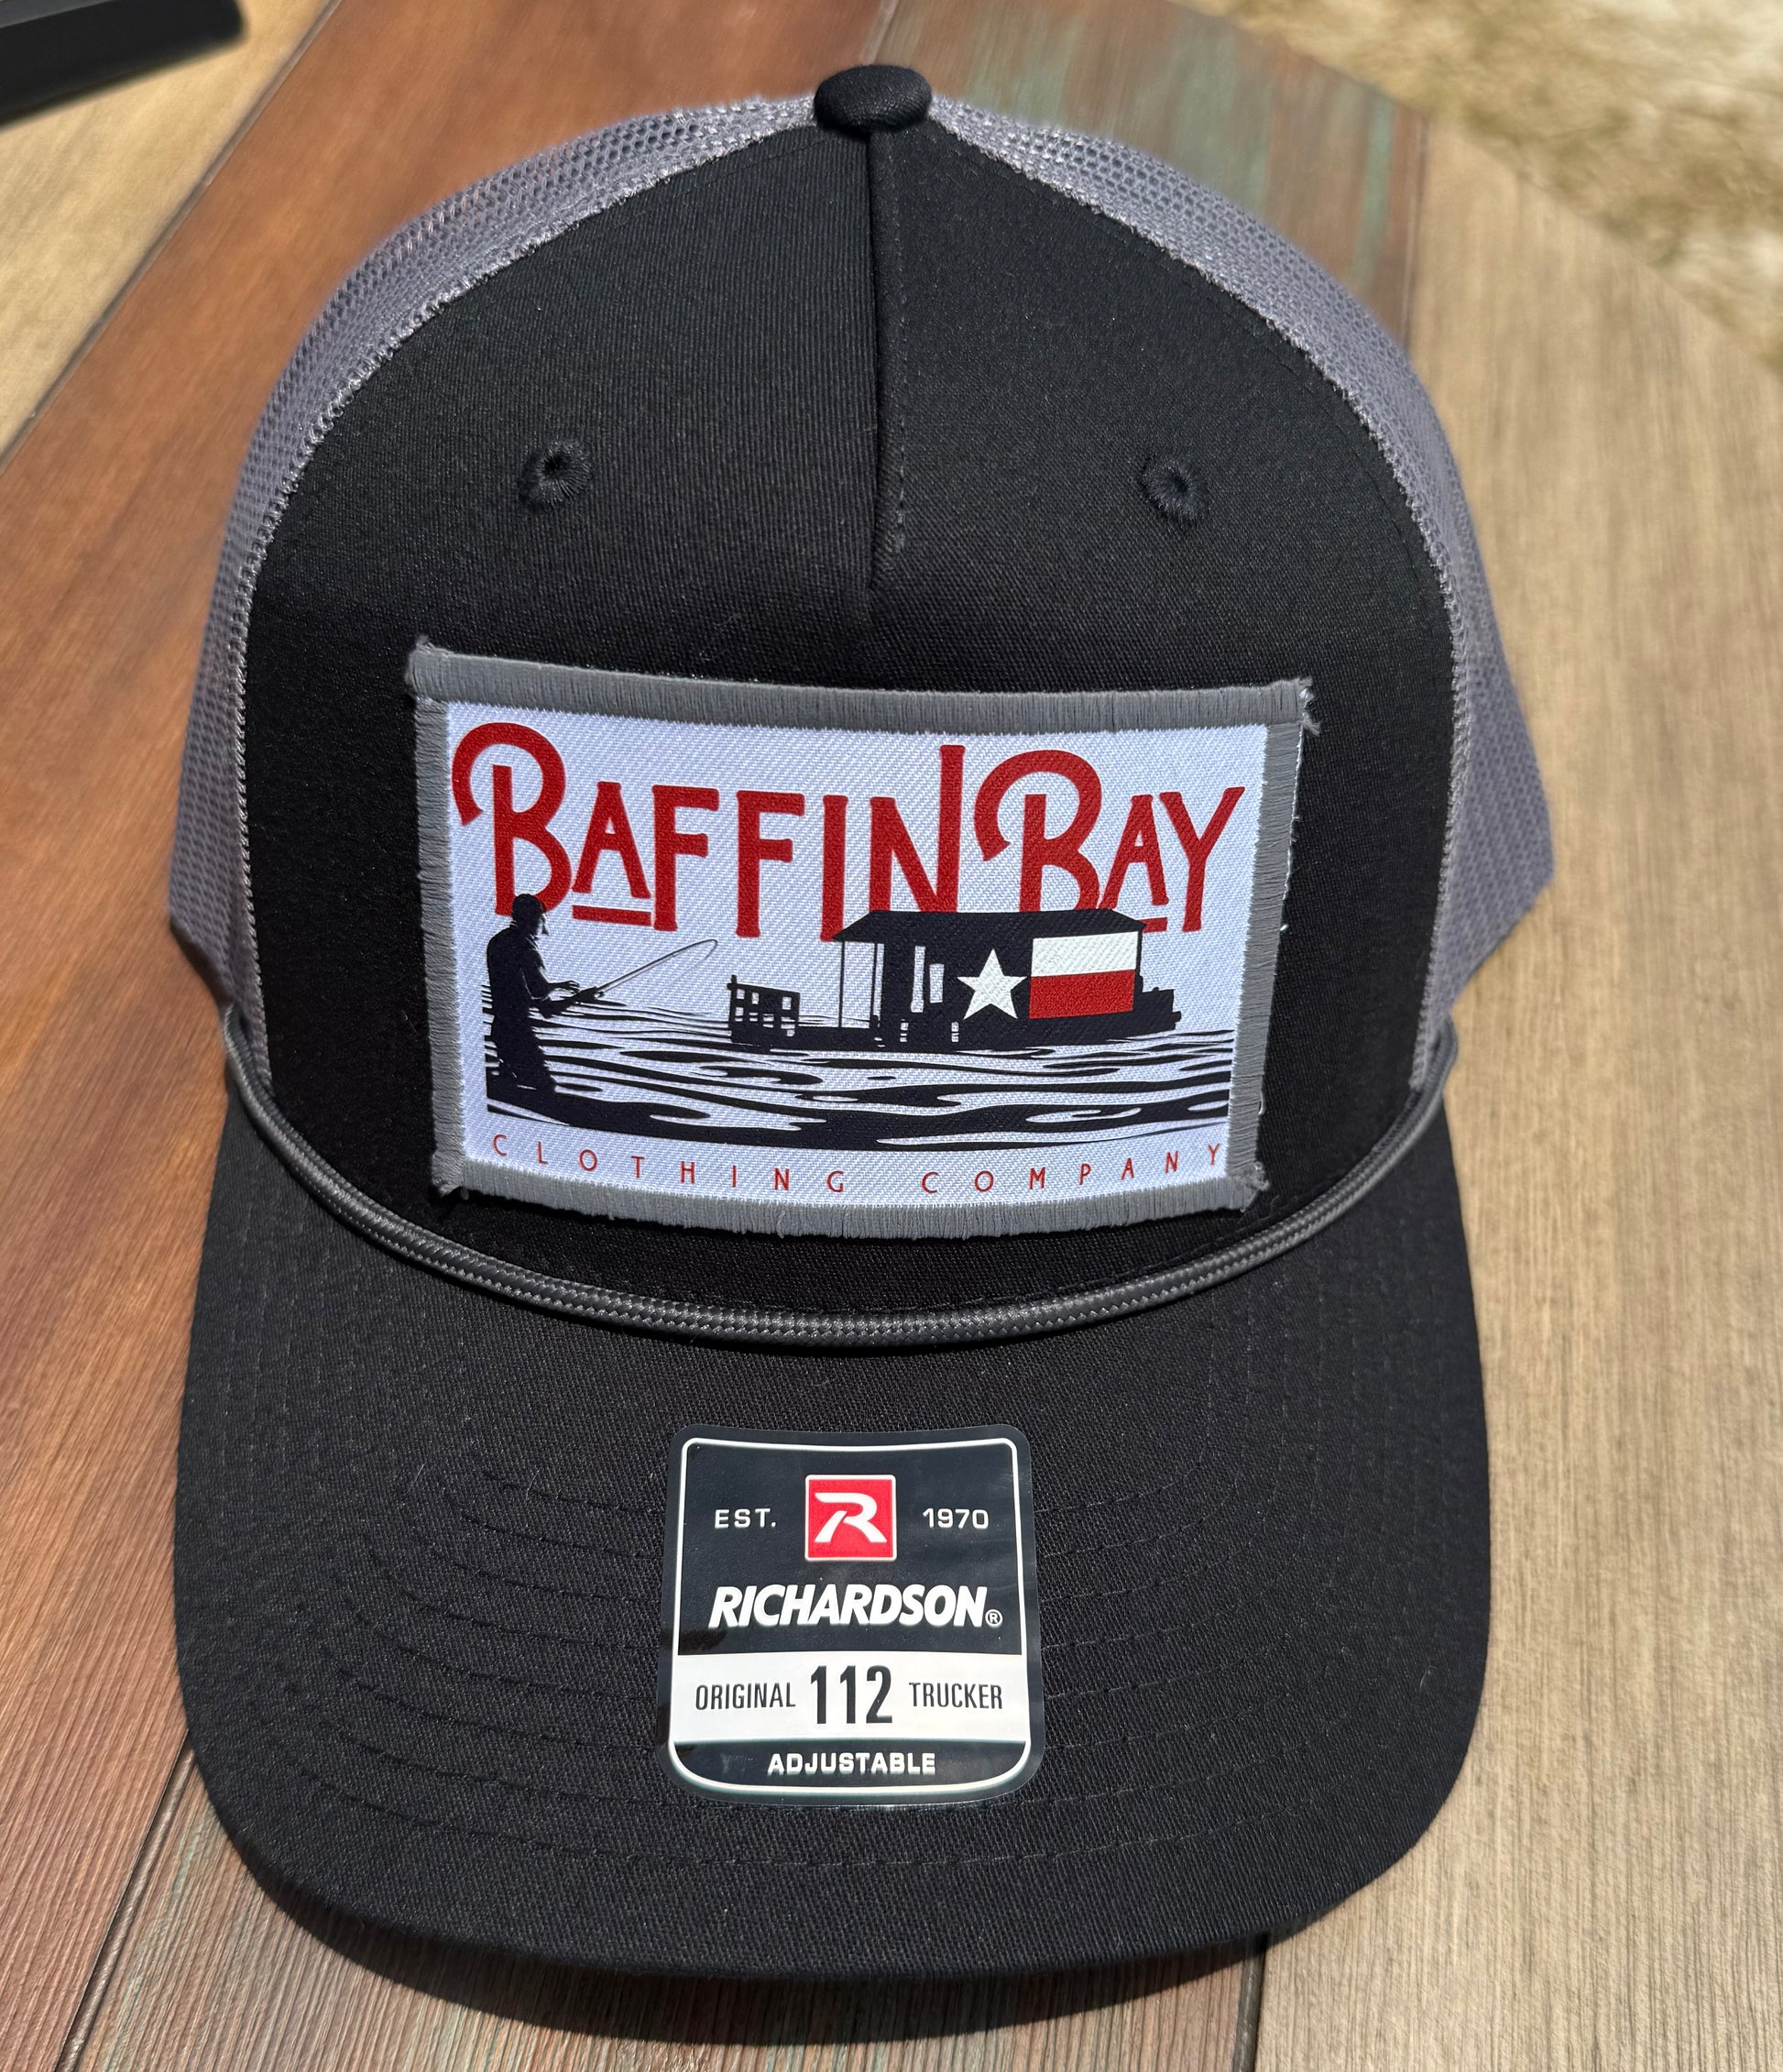 BAFFIN BAY
CLOTHING COMPANY
EST. R 1970
RICHARDSON®
ORIGINAL 112 TRUCKER
ADJUSTABLE